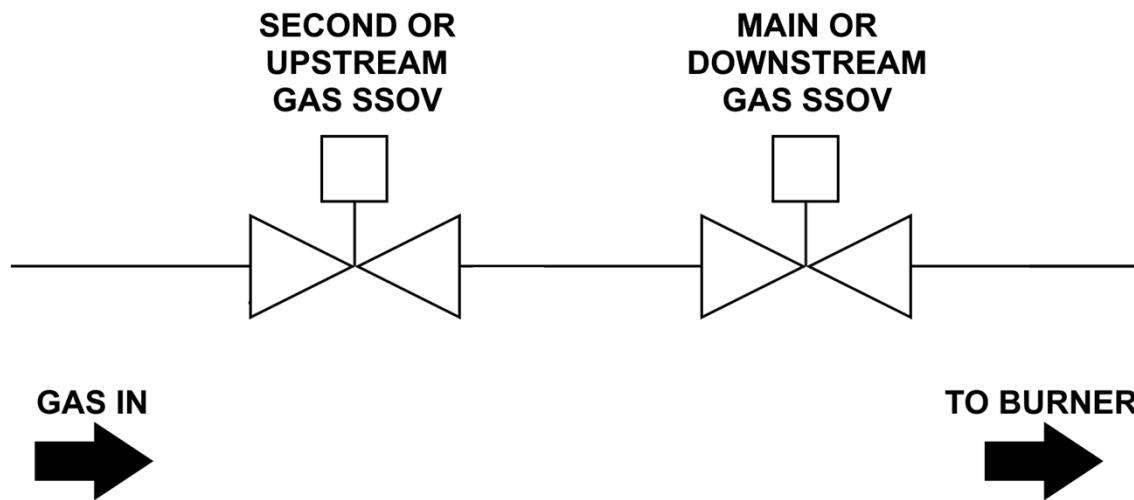 SECOND OR
UPSTREAM
GAS SSOV
MAIN OR
DOWNSTREAM
GAS SSOV
GAS IN
TO BURNER